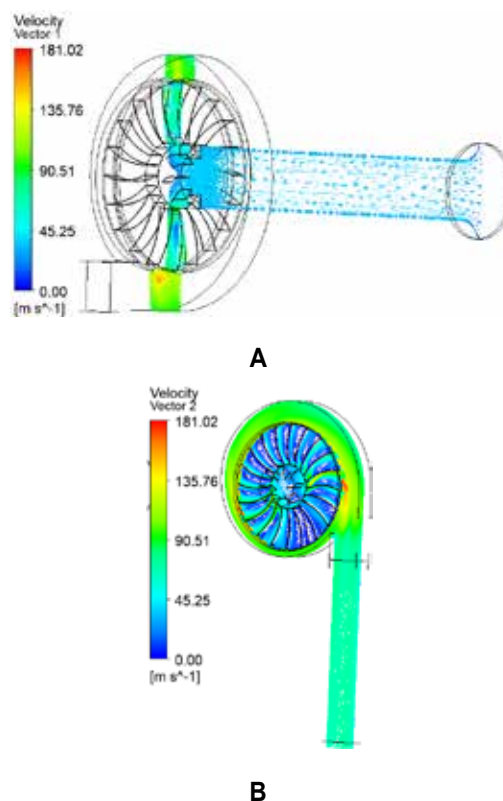 Velocity
Vector 1
181.02
135.76
90.51
45.25
0.00
[m s^-1]
A
Velocity
Vector 2
181.02
135.76
90.51
45.25
0.00
[m s^-1]
B